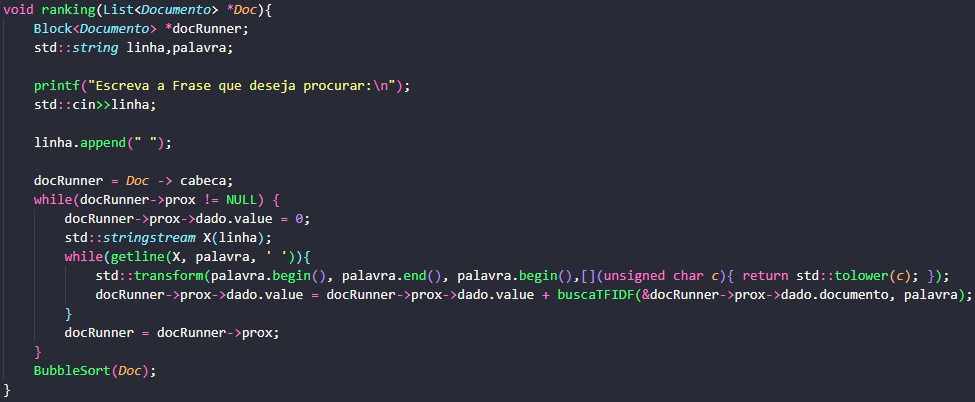 void ranking(List<Documento> *Doc){
    Block<Documento> *docRunner;
    std::string linha,palavra;

    printf("Escreva a Frase que deseja procurar:\n");
    std::cin>>linha;

    linha.append(" ");

    docRunner = Doc -> cabeca;
    while(docRunner->prox != NULL) {
        docRunner->prox->dado.value = 0;
        std::stringstream X(linha);
        while(getline(X, palavra, ' ')){
            std::transform(palavra.begin(), palavra.end(), palavra.begin(),[](unsigned char c){ return std::tolower(c); });
            docRunner->prox->dado.value = docRunner->prox->dado.value + buscaTFIDF(&docRunner->prox->dado.documento, palavra);
        }
        docRunner = docRunner->prox;
    }
    BubbleSort(Doc);
}